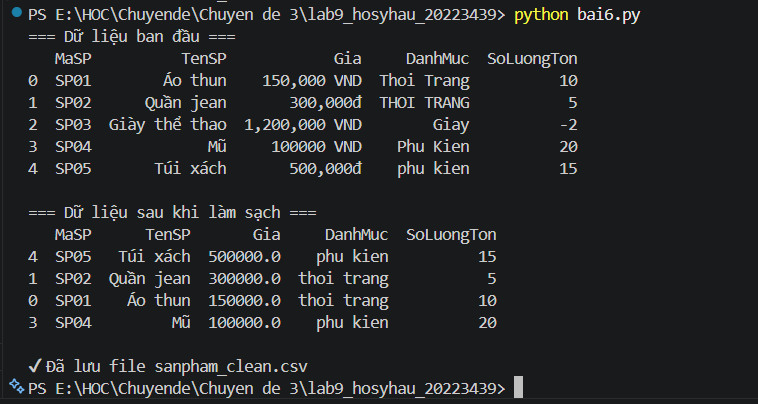 PS E:\HOC\Chuyende\Chuyen de 3\lab9_hosyhau_20223439> python bai6.py
=== Dữ liệu ban đầu ===
MaSP TenSP Gia DanhMuc SoLuongTon
0 SP01 Áo thun 150,000 VND Thoi Trang 10
1 SP02 Quần jean 300,000đ THOI TRANG 5
2 SP03 Giày thể thao 1,200,000 VND Giay -2
3 SP04 Mũ 100000 VND Phu Kien 20
4 SP05 Túi xách 500,000đ phu kien 15
=== Dữ liệu sau khi làm sạch ===
MaSP TenSP Gia DanhMuc SoLuongTon
4 SP05 Túi xách 500000.0 phu kien 15
1 SP02 Quần jean 300000.0 thoi trang 5
0 SP01 Áo thun 150000.0 thoi trang 10
3 SP04 Mũ 100000.0 phu kien 20
✓ Đã lưu file sanpham_clean.csv
PS E:\HOC\Chuyende\Chuyen de 3\lab9_hosyhau_20223439>